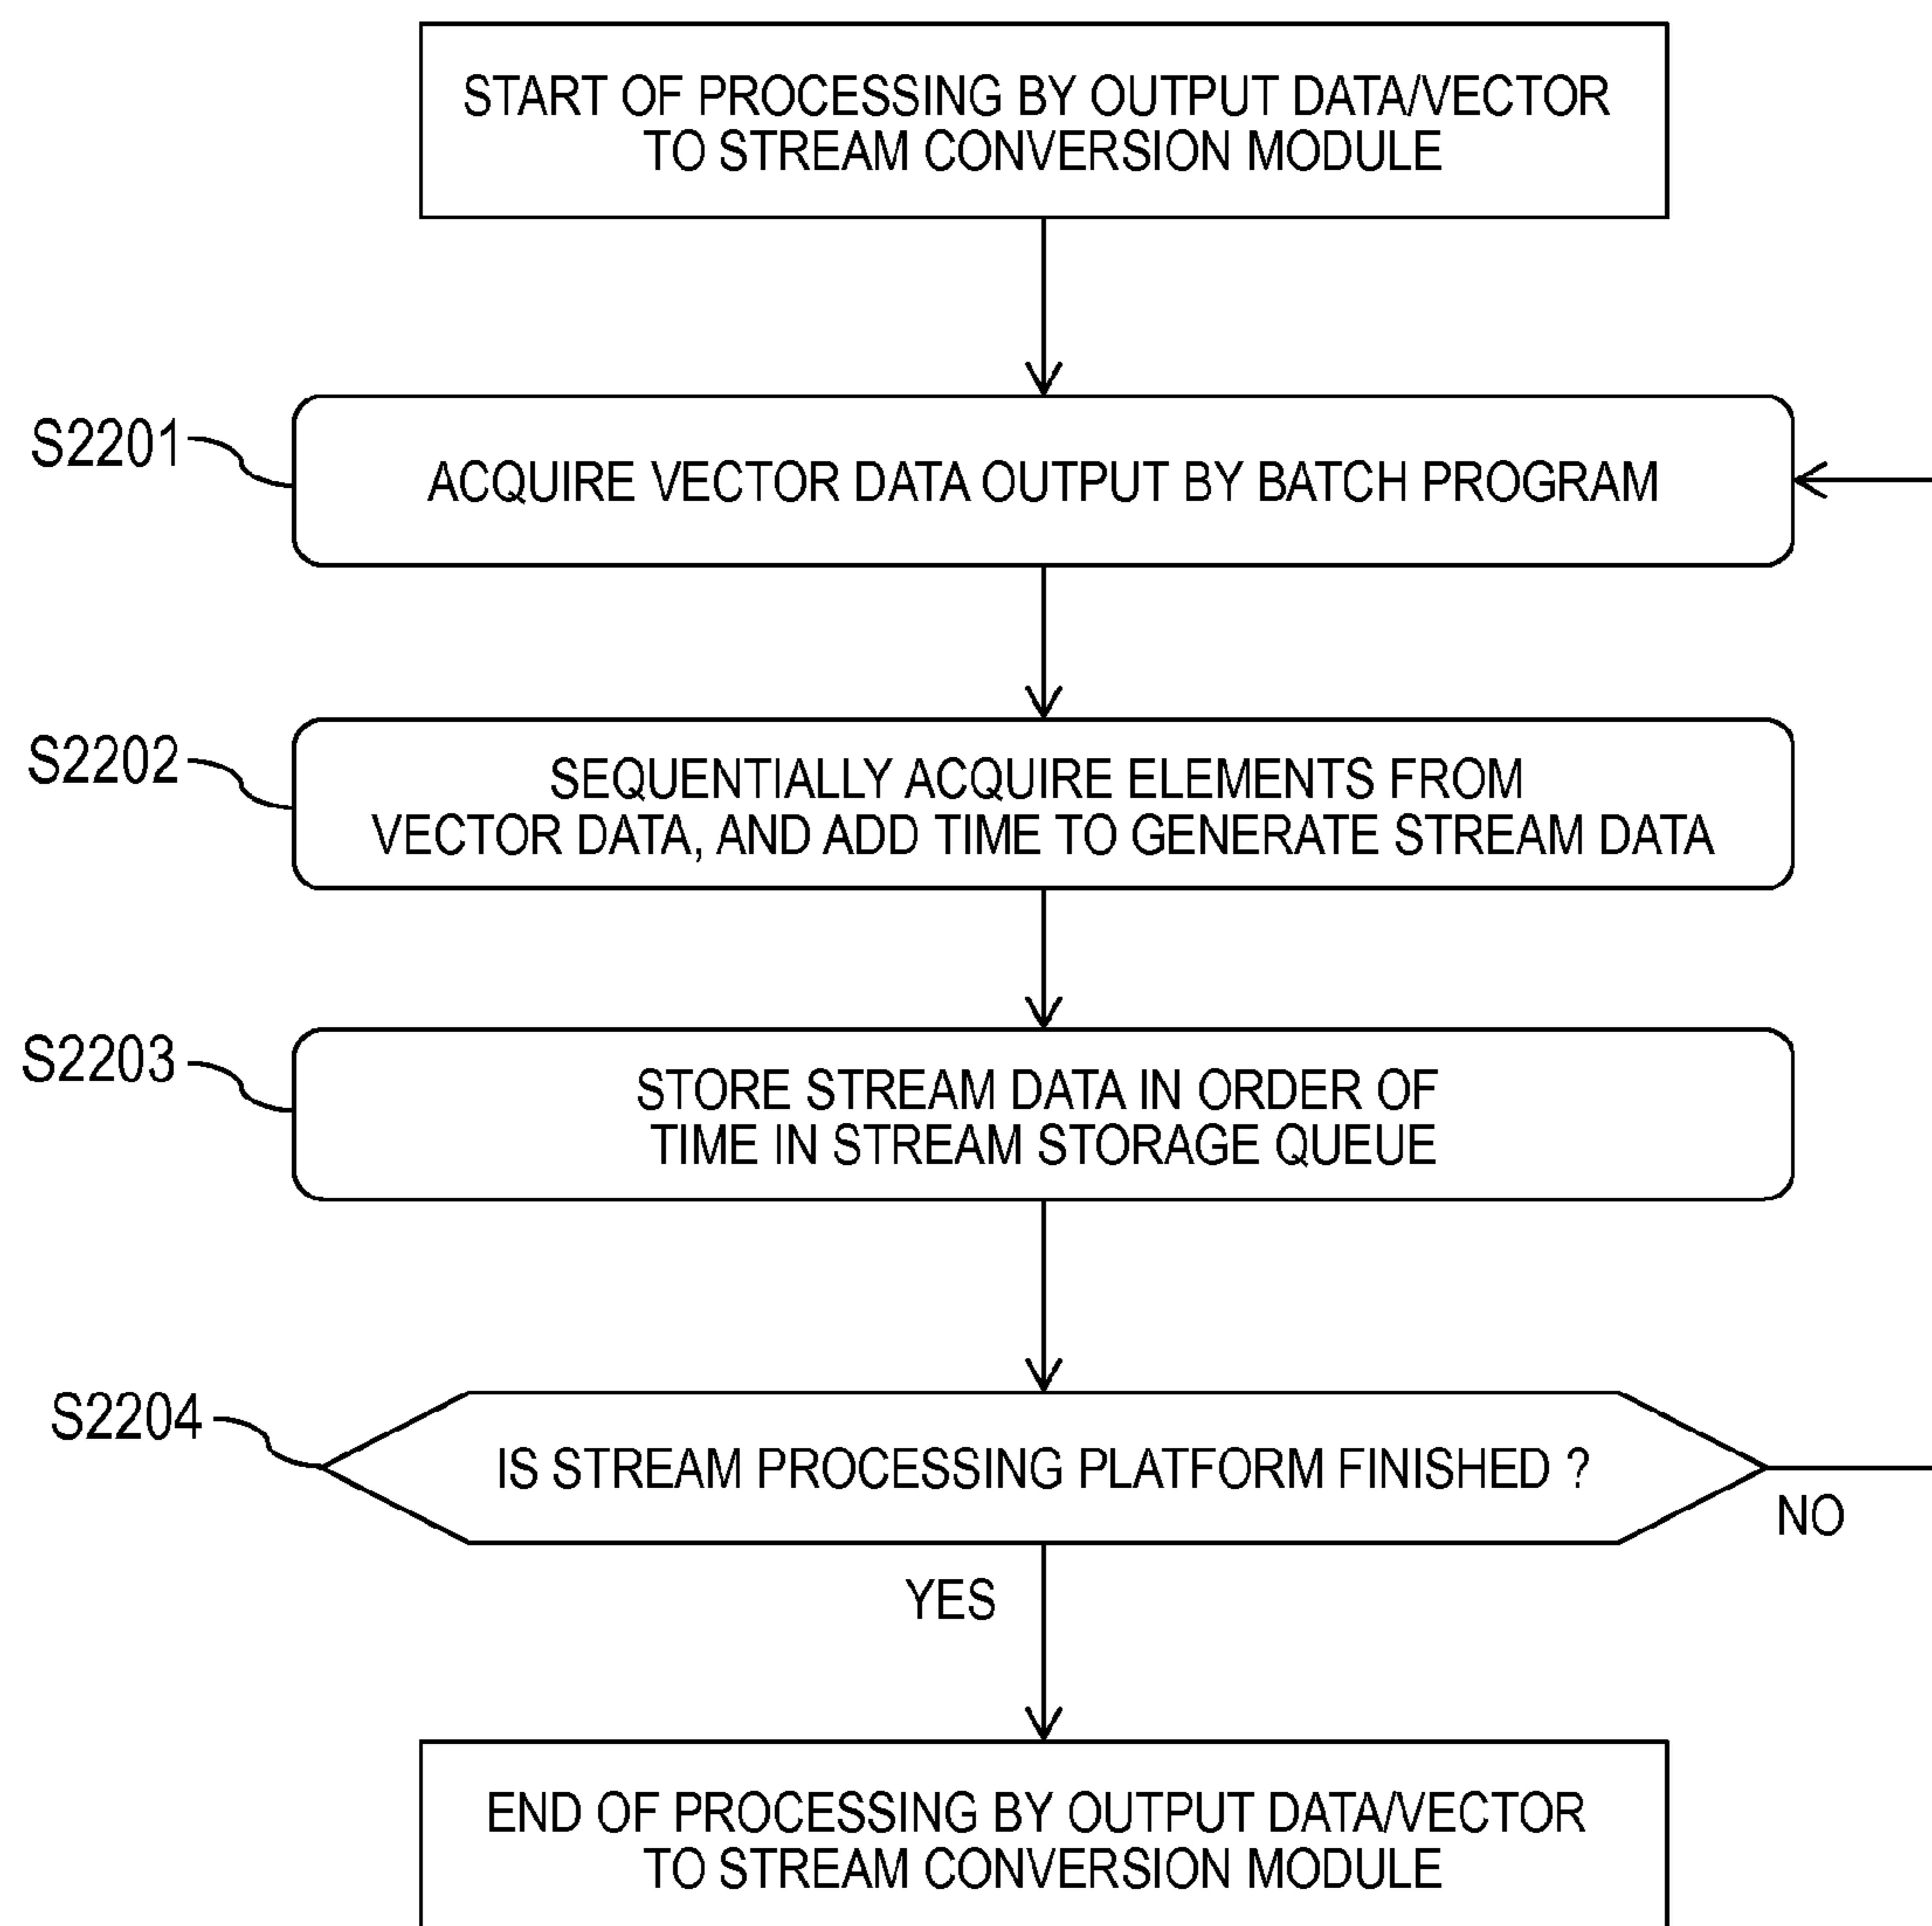 START OF PROCESSING BY OUTPUT DATA/VECTOR
TO STREAM CONVERSION MODULE
S2201
ACQUIRE VECTOR DATA OUTPUT BY BATCH PROGRAM
S2202
SEQUENTIALLY ACQUIRE ELEMENTS FROM
VECTOR DATA, AND ADD TIME TO GENERATE STREAM DATA
S2203
STORE STREAM DATA IN ORDER OF
TIME IN STREAM STORAGE QUEUE
S2204
IS STREAM PROCESSING PLATFORM FINISHED ?
NO
YES
END OF PROCESSING BY OUTPUT DATA/VECTOR
TO STREAM CONVERSION MODULE